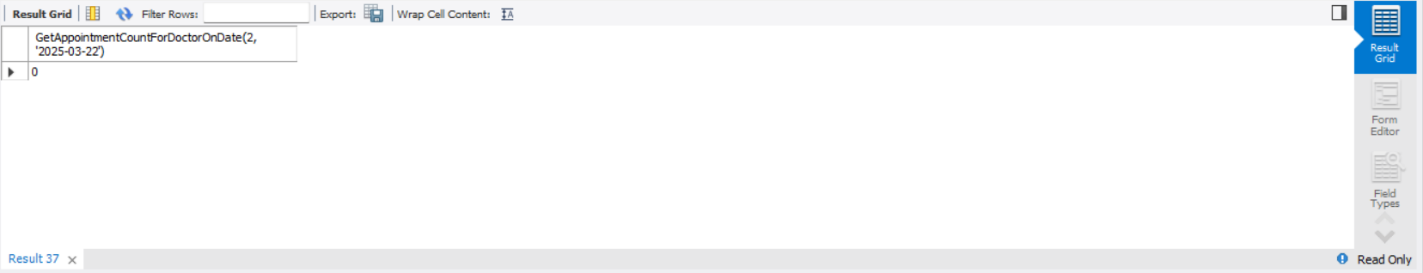 Result Grid Filter Rows: Export: Wrap Cell Content: IA
GetAppointmentCountForDoctorOnDate(2,
'2025-03-22')
0
Result
Grid
Form
Editor
Field
Types
Result 37 ×
Read Only